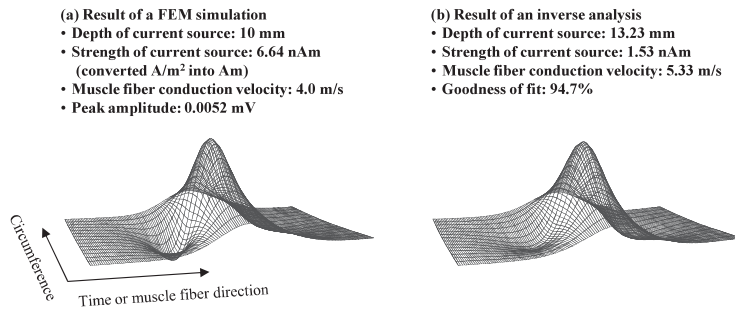 (a) Result of a FEM simulation
• Depth of current source: 10 mm
• Strength of current source: 6.64 nAm
(converted A/m² into Am)
• Muscle fiber conduction velocity: 4.0 m/s
• Peak amplitude: 0.0052 mV
(b) Result of an inverse analysis
• Depth of current source: 13.23 mm
• Strength of current source: 1.53 nAm
• Muscle fiber conduction velocity: 5.33 m/s
• Goodness of fit: 94.7%
Circumference
Time or muscle fiber direction